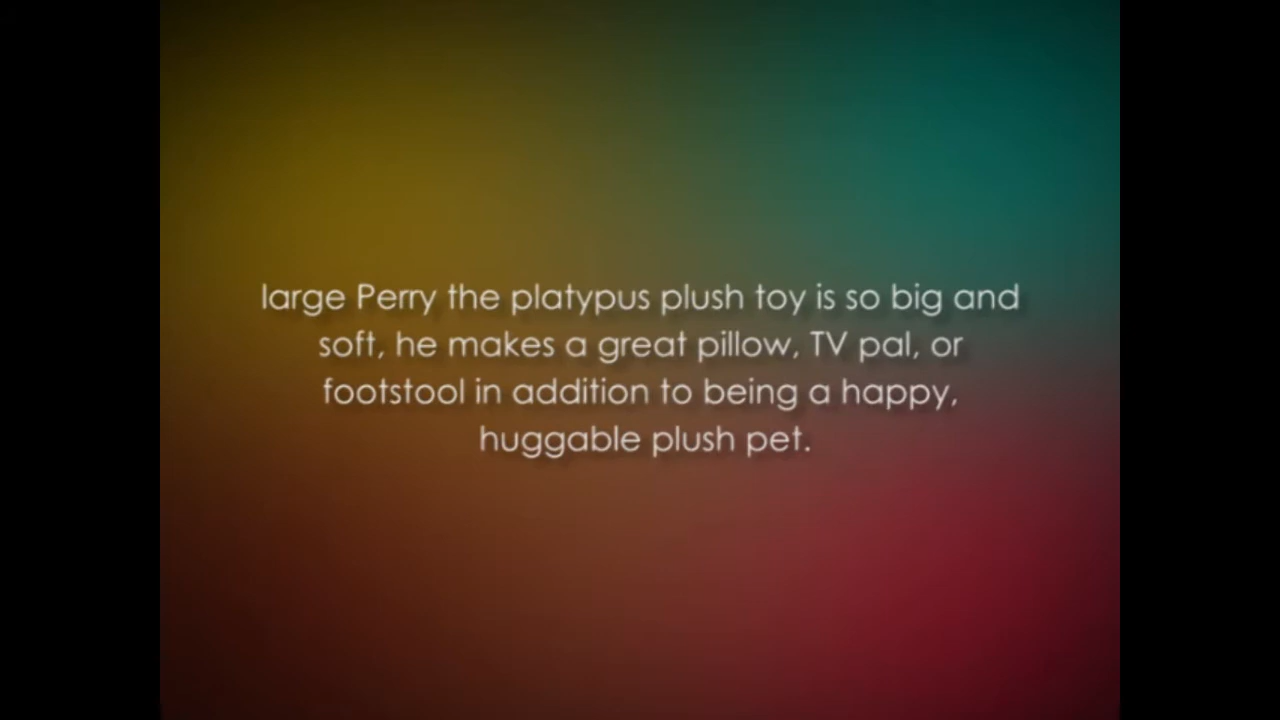 large Perry the platypus plush toy is so big and
soft, he makes a great pillow, TV pal, or
footstool in addition to being a happy,
huggable plush pet.